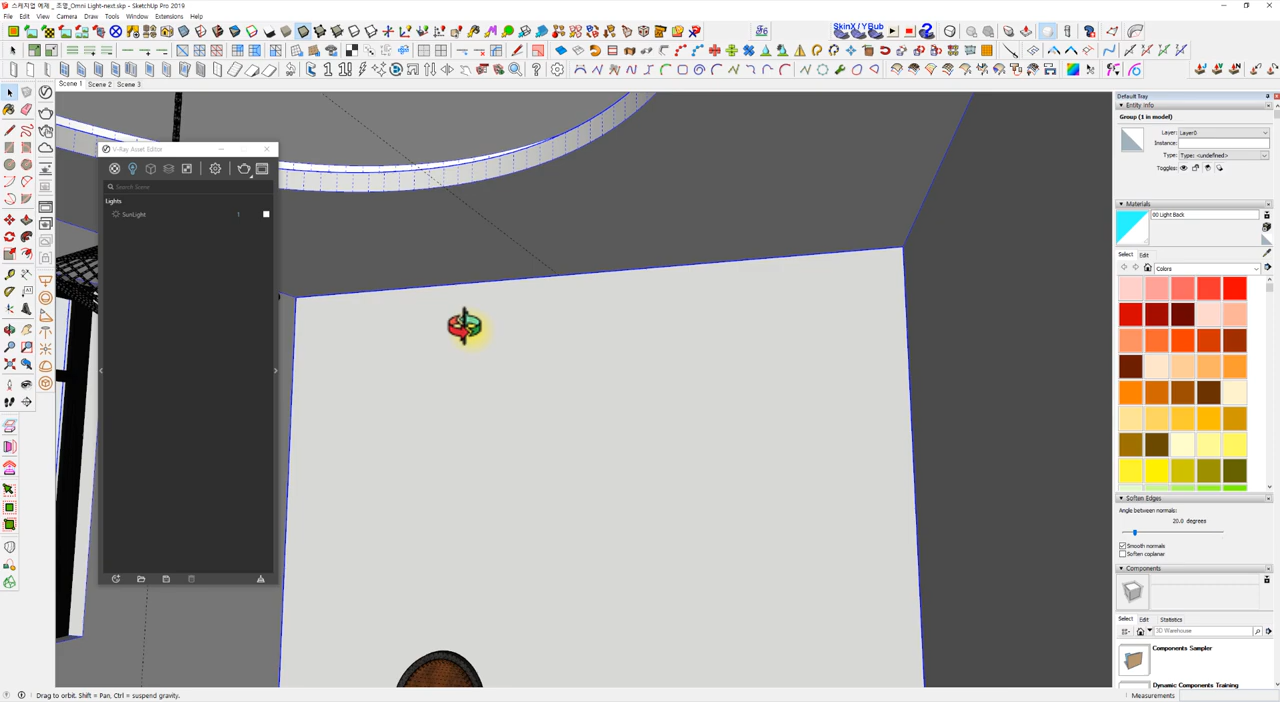 스케치업 예제 _ 조명_Omni Light-next.skp - SketchUp Pro 2019
File Edit View Camera Draw Tools Window Extensions Help
SkinX/YBub
Scene 1 Scene 2 Scene 3
V-Ray Asset Editor
Search Scene
Lights
SunLight 1
Default Tray
Entity Info
Group (1 in model)
Layer: Layer0
Instance:
Type: Type: <undefined>
Toggles:
Materials
00 Light Back
Select Edit
Colors
Soften Edges
Angle between normals:
20.0 degrees
Smooth normals
Soften coplanar
Components
Select Edit Statistics
3D Warehouse
Components Sampler
Dynamic Components Training
Drag to orbit. Shift = Pan, Ctrl = suspend gravity.
Measurements